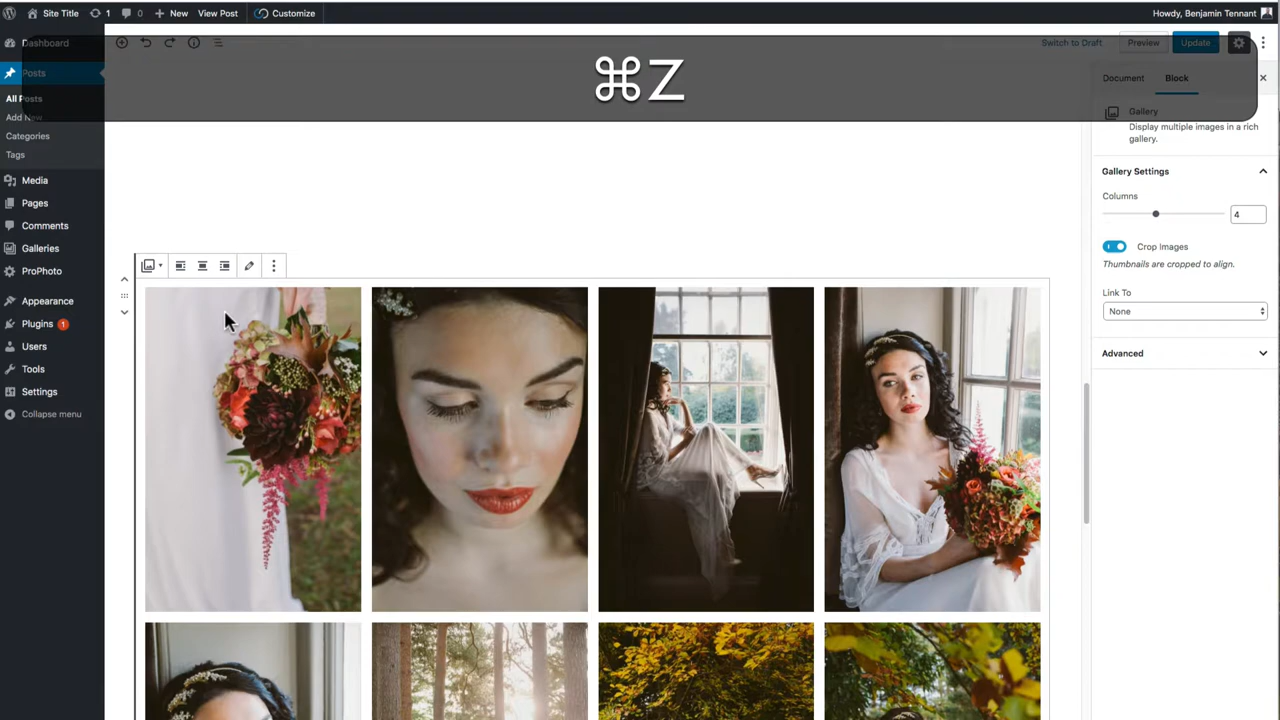 Site Title
1
0
New
View Post
Customize
Howdy, Benjamin Tennant
Dashboard
Posts
All Posts
Add New
Categories
Tags
Media
Pages
Comments
Galleries
ProPhoto
Appearance
Plugins 1
Users
Tools
Settings
Collapse menu
⌘Z
Switch to Draft
Preview
Update
Document
Block
Gallery
Display multiple images in a rich
gallery.
Gallery Settings
Columns
4
Crop Images
Thumbnails are cropped to align.
Link To
None
Advanced